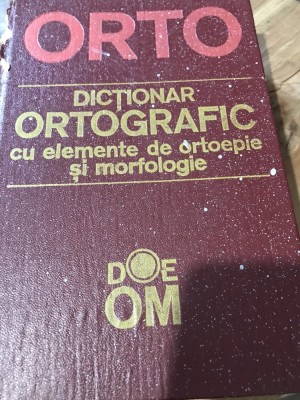 ORTO
DICȚIONAR
ORTOGRAFIC
cu elemente de ortoepie
și morfologie
DOE
OM